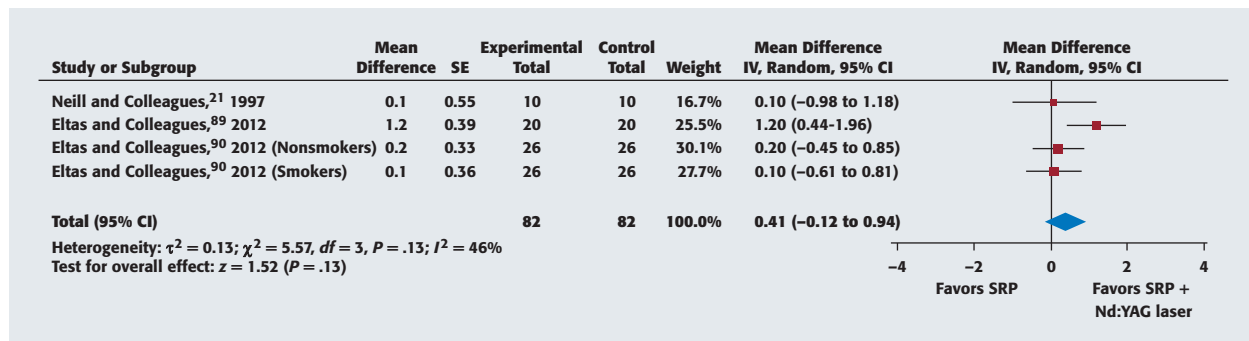 Mean Experimental Control Mean Difference Mean Difference
Study or Subgroup Difference SE Total Total Weight IV, Random, 95% CI IV, Random, 95% CI
Neill and Colleagues,21 1997 0.1 0.55 10 10 16.7% 0.10 (–0.98 to 1.18)
Eltas and Colleagues,89 2012 1.2 0.39 20 20 25.5% 1.20 (0.44-1.96)
Eltas and Colleagues,90 2012 (Nonsmokers) 0.2 0.33 26 26 30.1% 0.20 (–0.45 to 0.85)
Eltas and Colleagues,90 2012 (Smokers) 0.1 0.36 26 26 27.7% 0.10 (–0.61 to 0.81)
Total (95% CI) 82 82 100.0% 0.41 (–0.12 to 0.94)
Heterogeneity: τ2 = 0.13; χ2 = 5.57, df = 3, P = .13; I2 = 46%
Test for overall effect: z = 1.52 (P = .13)
–4 –2 0 2 4
Favors SRP Favors SRP +
Nd:YAG laser